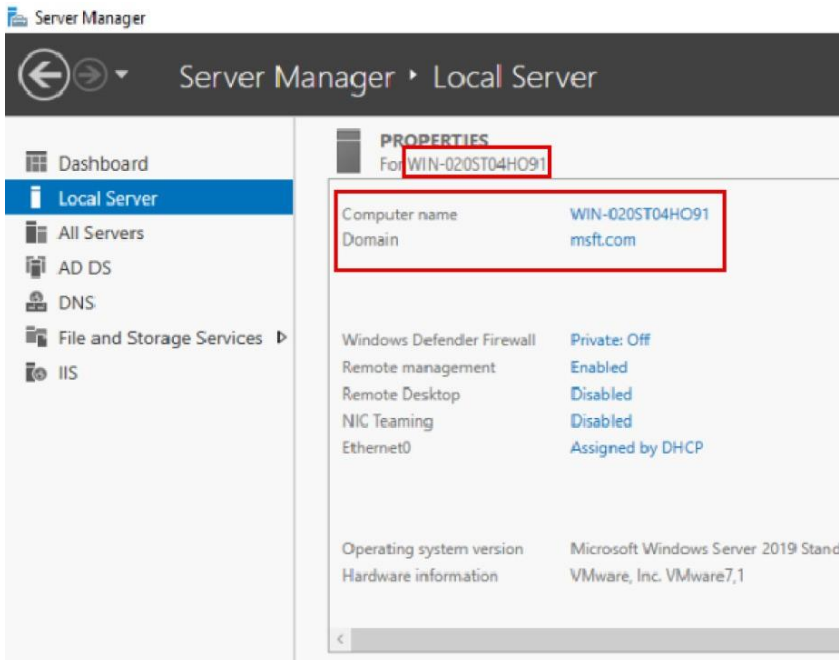 Server Manager
Server Manager ‣ Local Server
Dashboard
Local Server
All Servers
AD DS
DNS
File and Storage Services
IIS
PROPERTIES
For WIN-020ST04HO91
Computer name WIN-020ST04HO91
Domain msft.com
Windows Defender Firewall Private: Off
Remote management Enabled
Remote Desktop Disabled
NIC Teaming Disabled
Ethernet0 Assigned by DHCP
Operating system version Microsoft Windows Server 2019 Stand
Hardware information VMware, Inc. VMware7,1